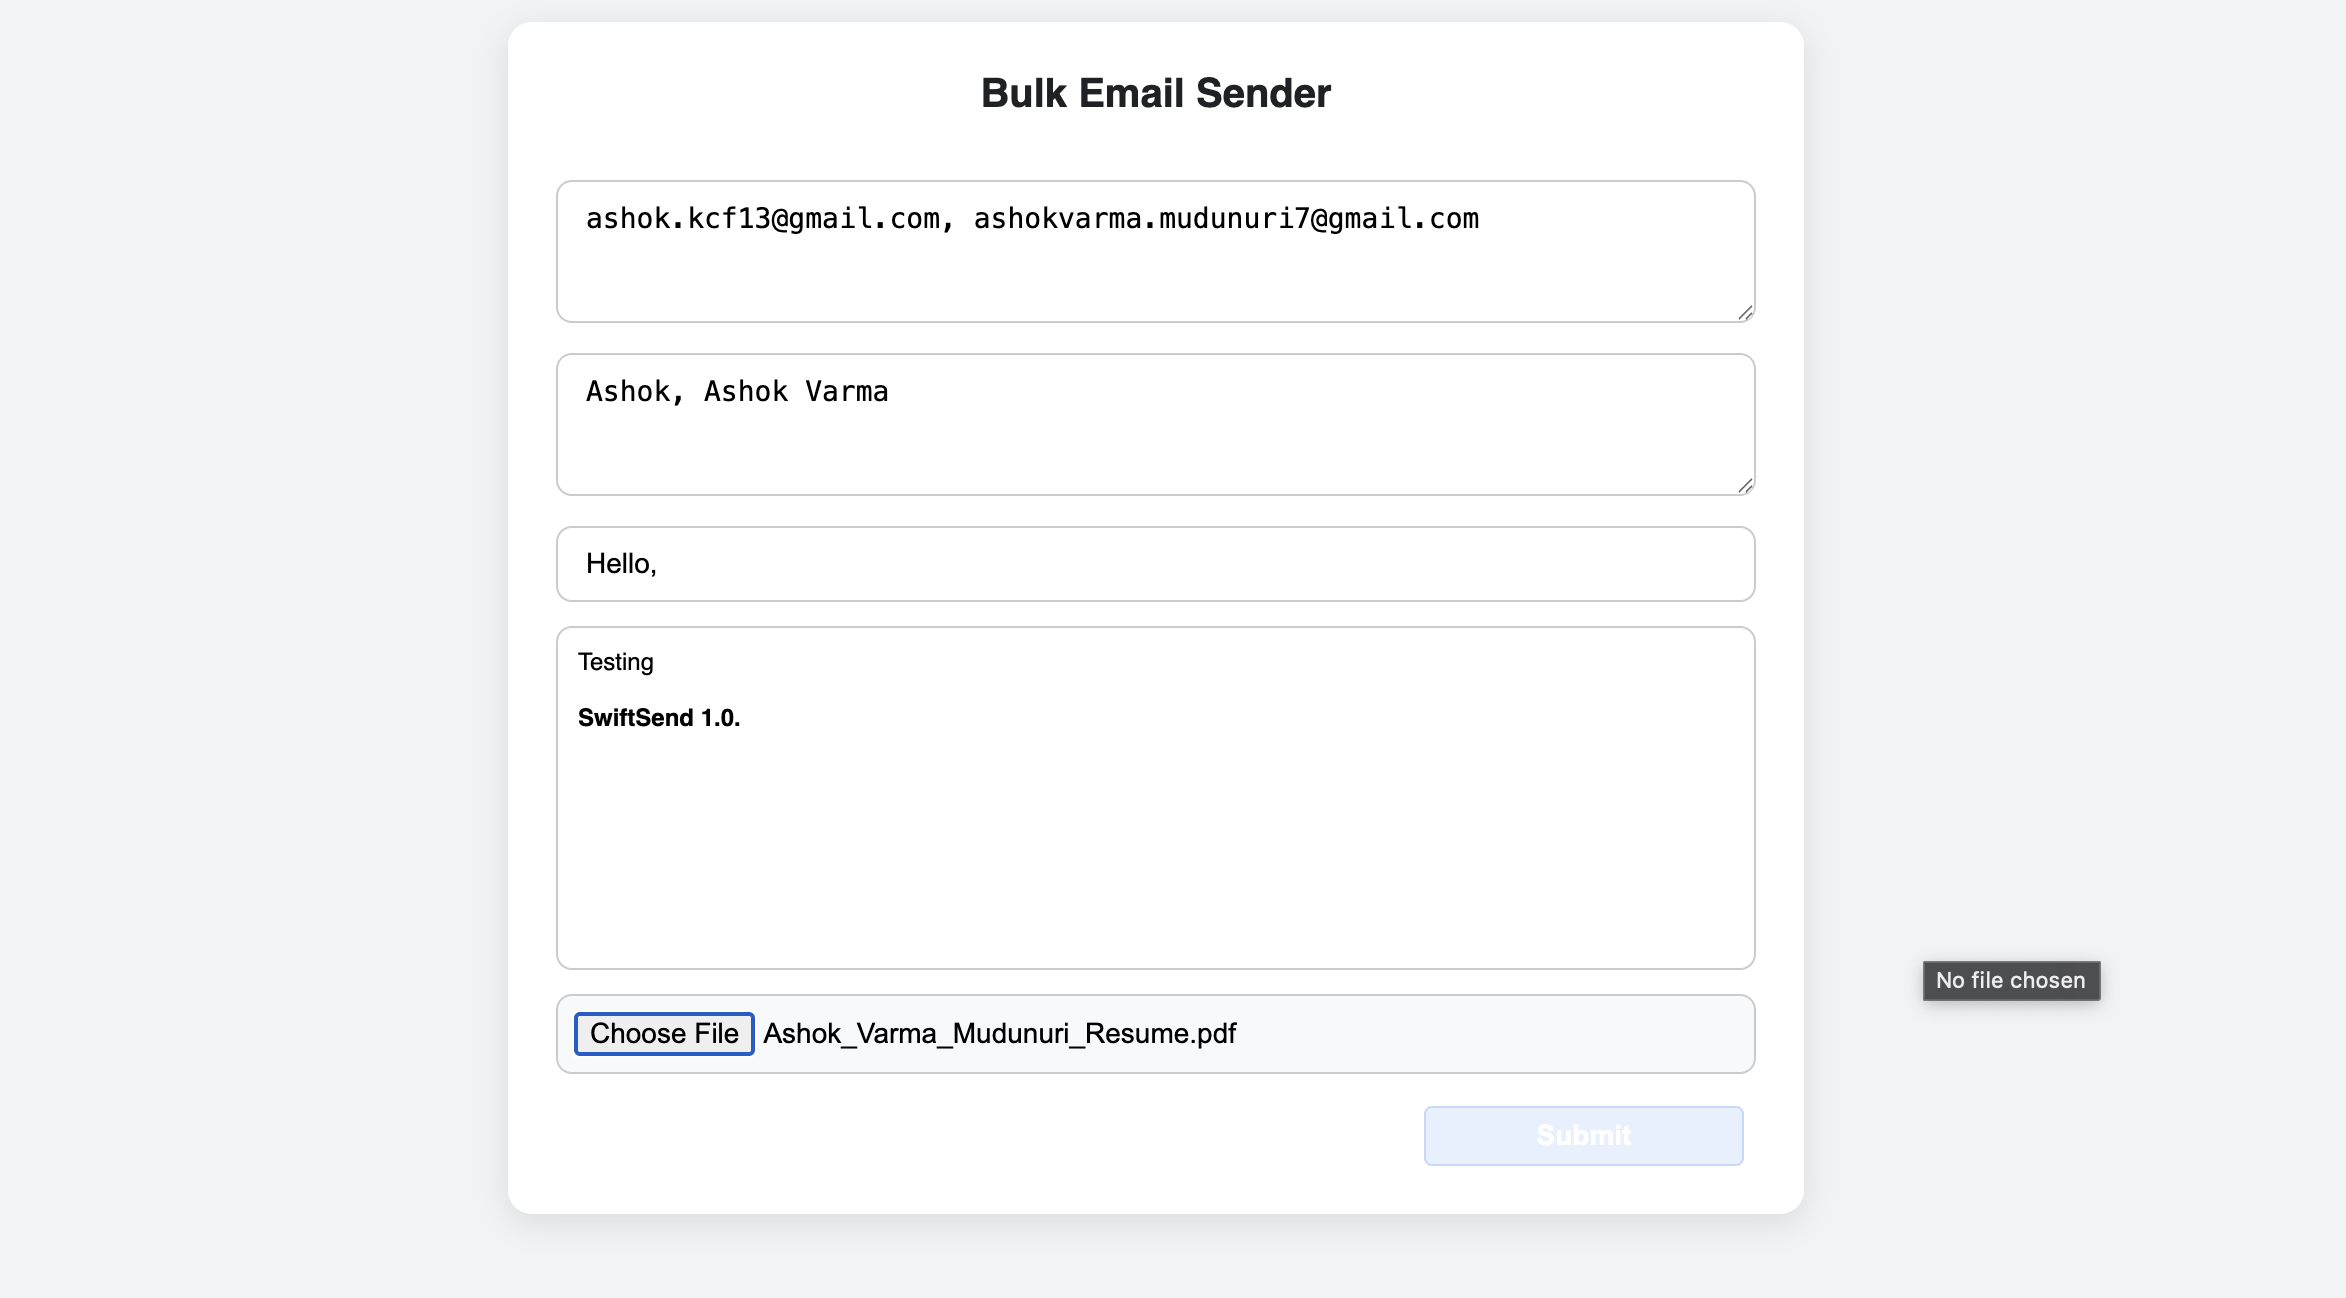 Bulk Email Sender
ashok.kcf13@gmail.com, ashokvarma.mudunuri7@gmail.com
Ashok, Ashok Varma
Hello,
Testing
SwiftSend 1.0.
No file chosen
Choose File Ashok_Varma_Mudunuri_Resume.pdf
Submit